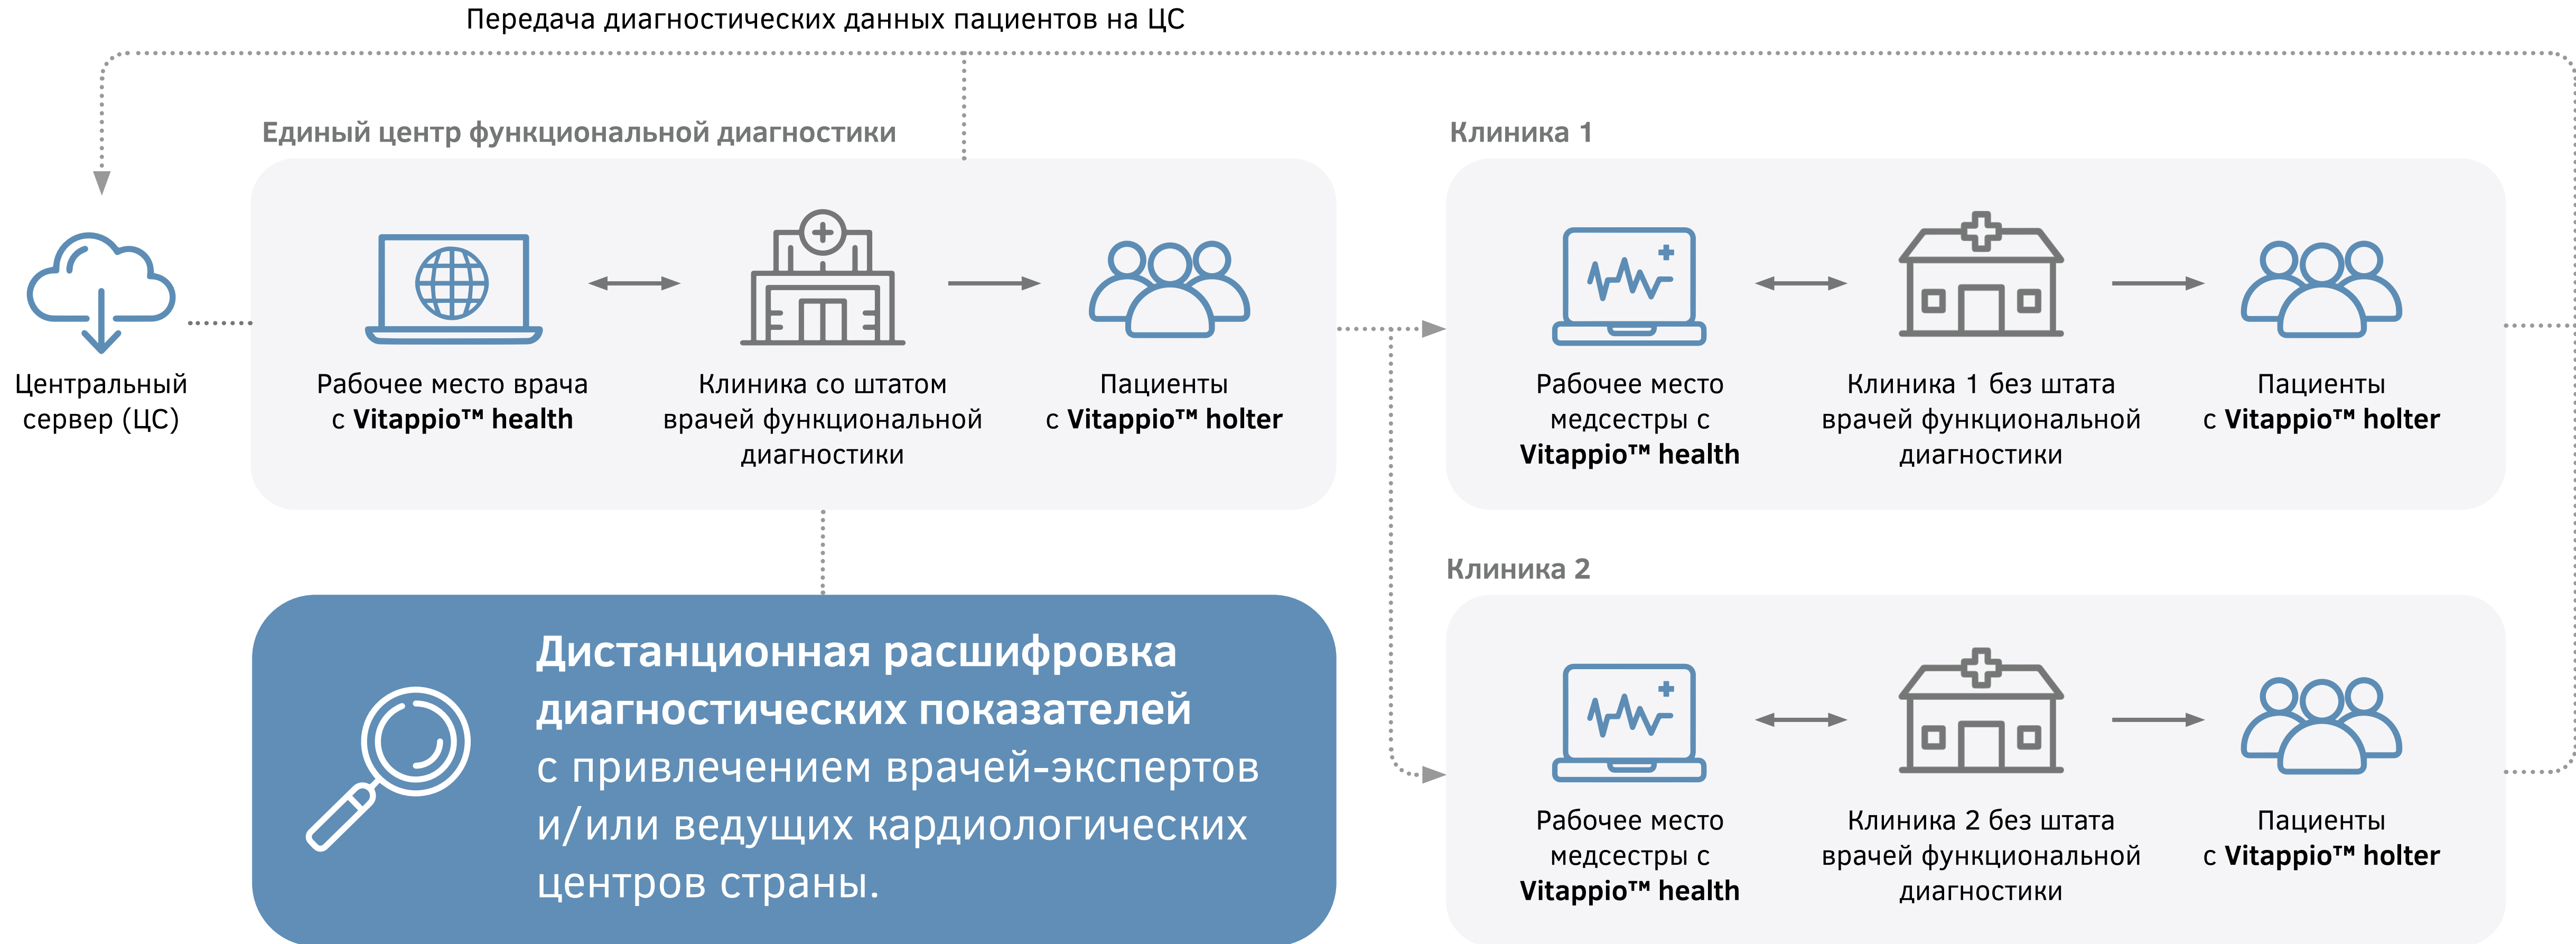 Передача диагностических данных пациентов на ЦС
Единый центр функциональной диагностики
Центральный
сервер (ЦС)
Рабочее место врача
с Vitappio™ health
Клиника со штатом
врачей функциональной
диагностики
Пациенты
с Vitappio™ holter
Клиника 1
Рабочее место
медсестры с
Vitappio™ health
Клиника 1 без штата
врачей функциональной
диагностики
Пациенты
с Vitappio™ holter
Дистанционная расшифровка
диагностических показателей
с привлечением врачей-экспертов
и/или ведущих кардиологических
центров страны.
Клиника 2
Рабочее место
медсестры с
Vitappio™ health
Клиника 2 без штата
врачей функциональной
диагностики
Пациенты
с Vitappio™ holter